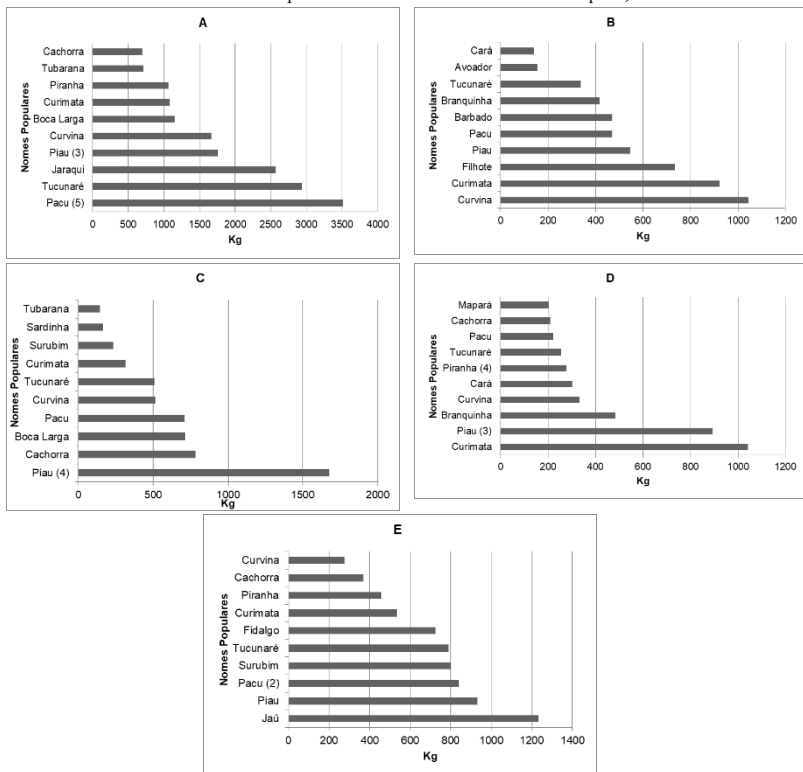 A
Nomes Populares
Cachorra
Tubarana
Piranha
Curimata
Boca Larga
Curvina
Piau (3)
Jaraqui
Tucunaré
Pacu (5)
0 500 1000 1500 2000 2500 3000 3500 4000
Kg
B
Nomes Populares
Cará
Avoador
Tucunaré
Branquinha
Barbado
Pacu
Piau
Filhote
Curimata
Curvina
0 200 400 600 800 1000 1200
Kg
C
Nomes Populares
Tubarana
Sardinha
Surubim
Curimata
Tucunaré
Curvina
Pacu
Boca Larga
Cachorra
Piau (4)
0 500 1000 1500 2000
Kg
D
Nomes Populares
Mapará
Cachorra
Pacu
Tucunaré
Piranha (4)
Cará
Curvina
Branquinha
Piau (3)
Curimata
0 200 400 600 800 1000 1200
Kg
E
Nomes Populares
Curvina
Cachorra
Piranha
Curimata
Fidalgo
Tucunaré
Surubim
Pacu (2)
Piau
Jaú
0 200 400 600 800 1000 1200 1400
Kg